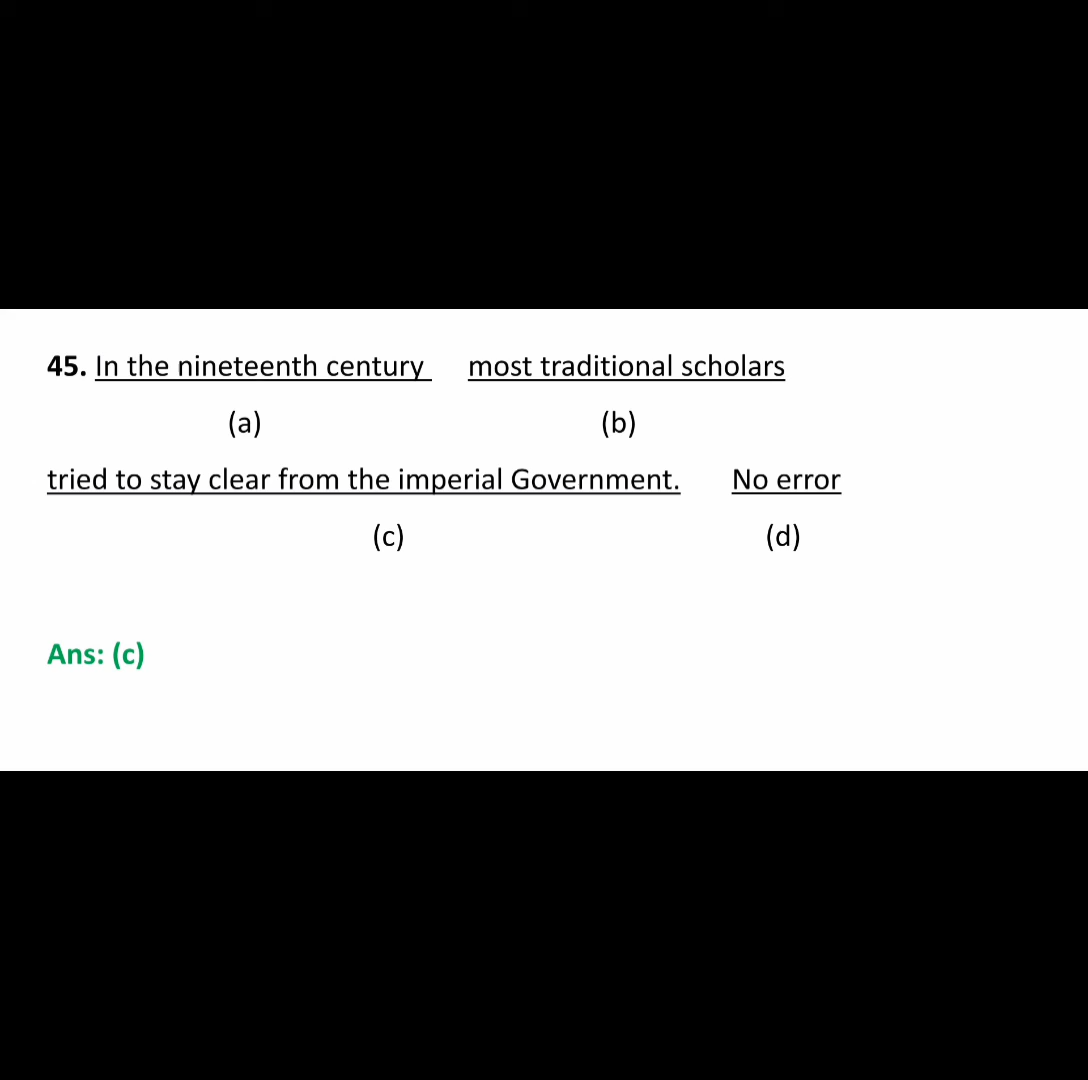 45. In the nineteenth century most traditional scholars
(a) (b)
tried to stay clear from the imperial Government. No error
(c) (d)
Ans: (c)